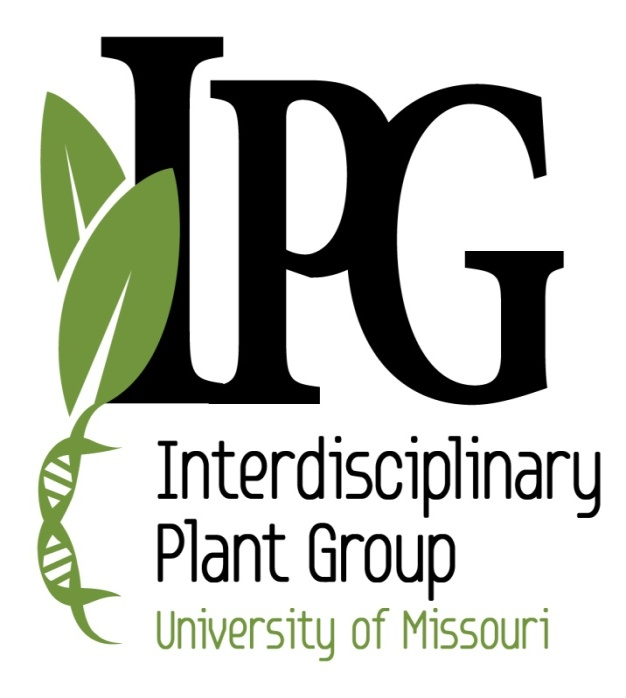 IPG
Interdisciplinary
Plant Group
University of Missouri